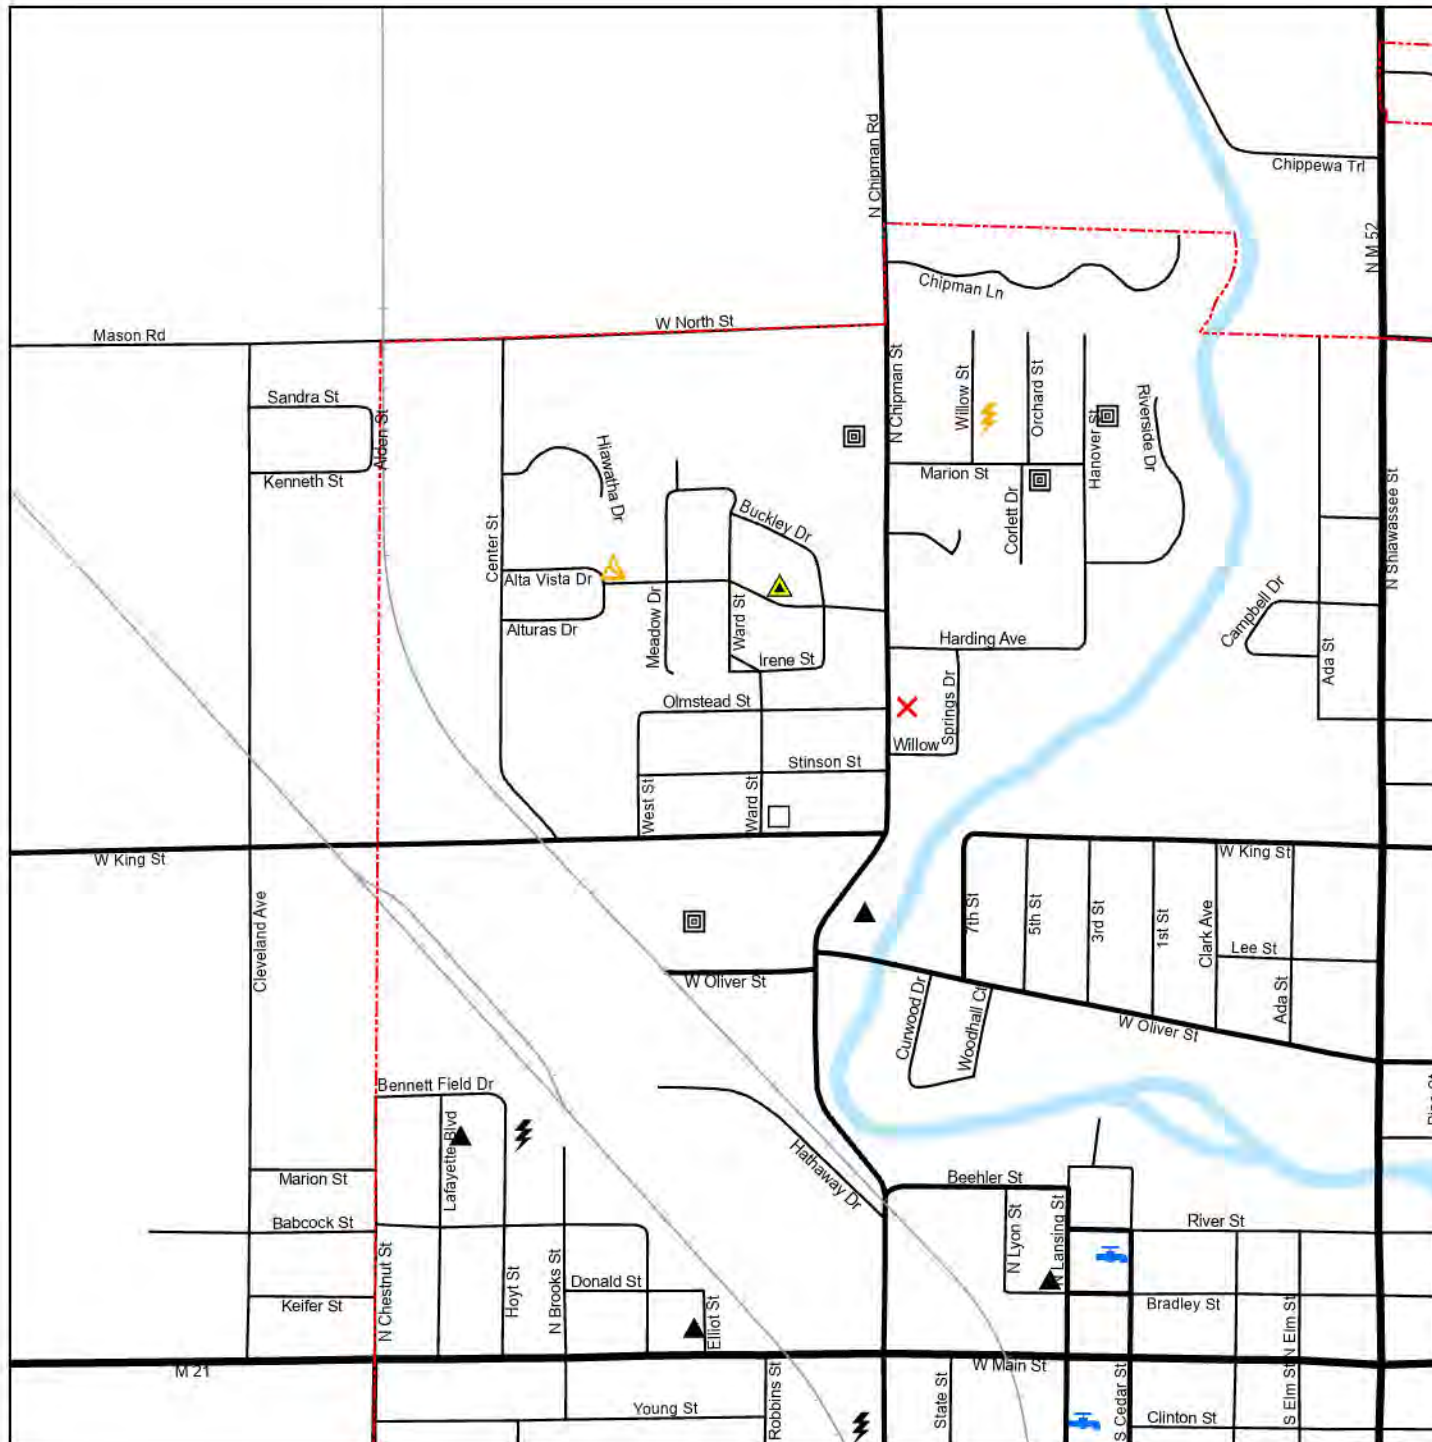 N Chipman Rd
Chippewa Trl
N M 52
Chipman Ln
W North St
Mason Rd
N Chipman St
Willow St
Orchard St
Hanover St
Riverside Dr
Sandra St
Alden St
Kenneth St
Hiawatha Dr
Marion St
Buckley Dr
Corlett Dr
N Shiawassee St
Center St
Alta Vista Dr
Alturas Dr
Meadow Dr
Ward St
Irene St
Harding Ave
Campbell Dr
Ada St
Olmstead St
Springs Dr
Willow
Stinson St
West St
Ward St
W King St
W King St
Cleveland Ave
7th St
5th St
3rd St
1st St
Clark Ave
Lee St
Ada St
W Oliver St
Curwood Dr
Woodhall Ct
W Oliver St
Bennett Field Dr
Lafayette Blvd
Hathaway Dr
Marion St
Babcock St
Beehler St
N Lyon St
N Lansing St
River St
N Chestnut St
Hoyt St
N Brooks St
Donald St
Elliot St
Keifer St
Bradley St
N Elm St
M 21
W Main St
Robbins St
State St
S Cedar St
S Elm St
Young St
Clinton St